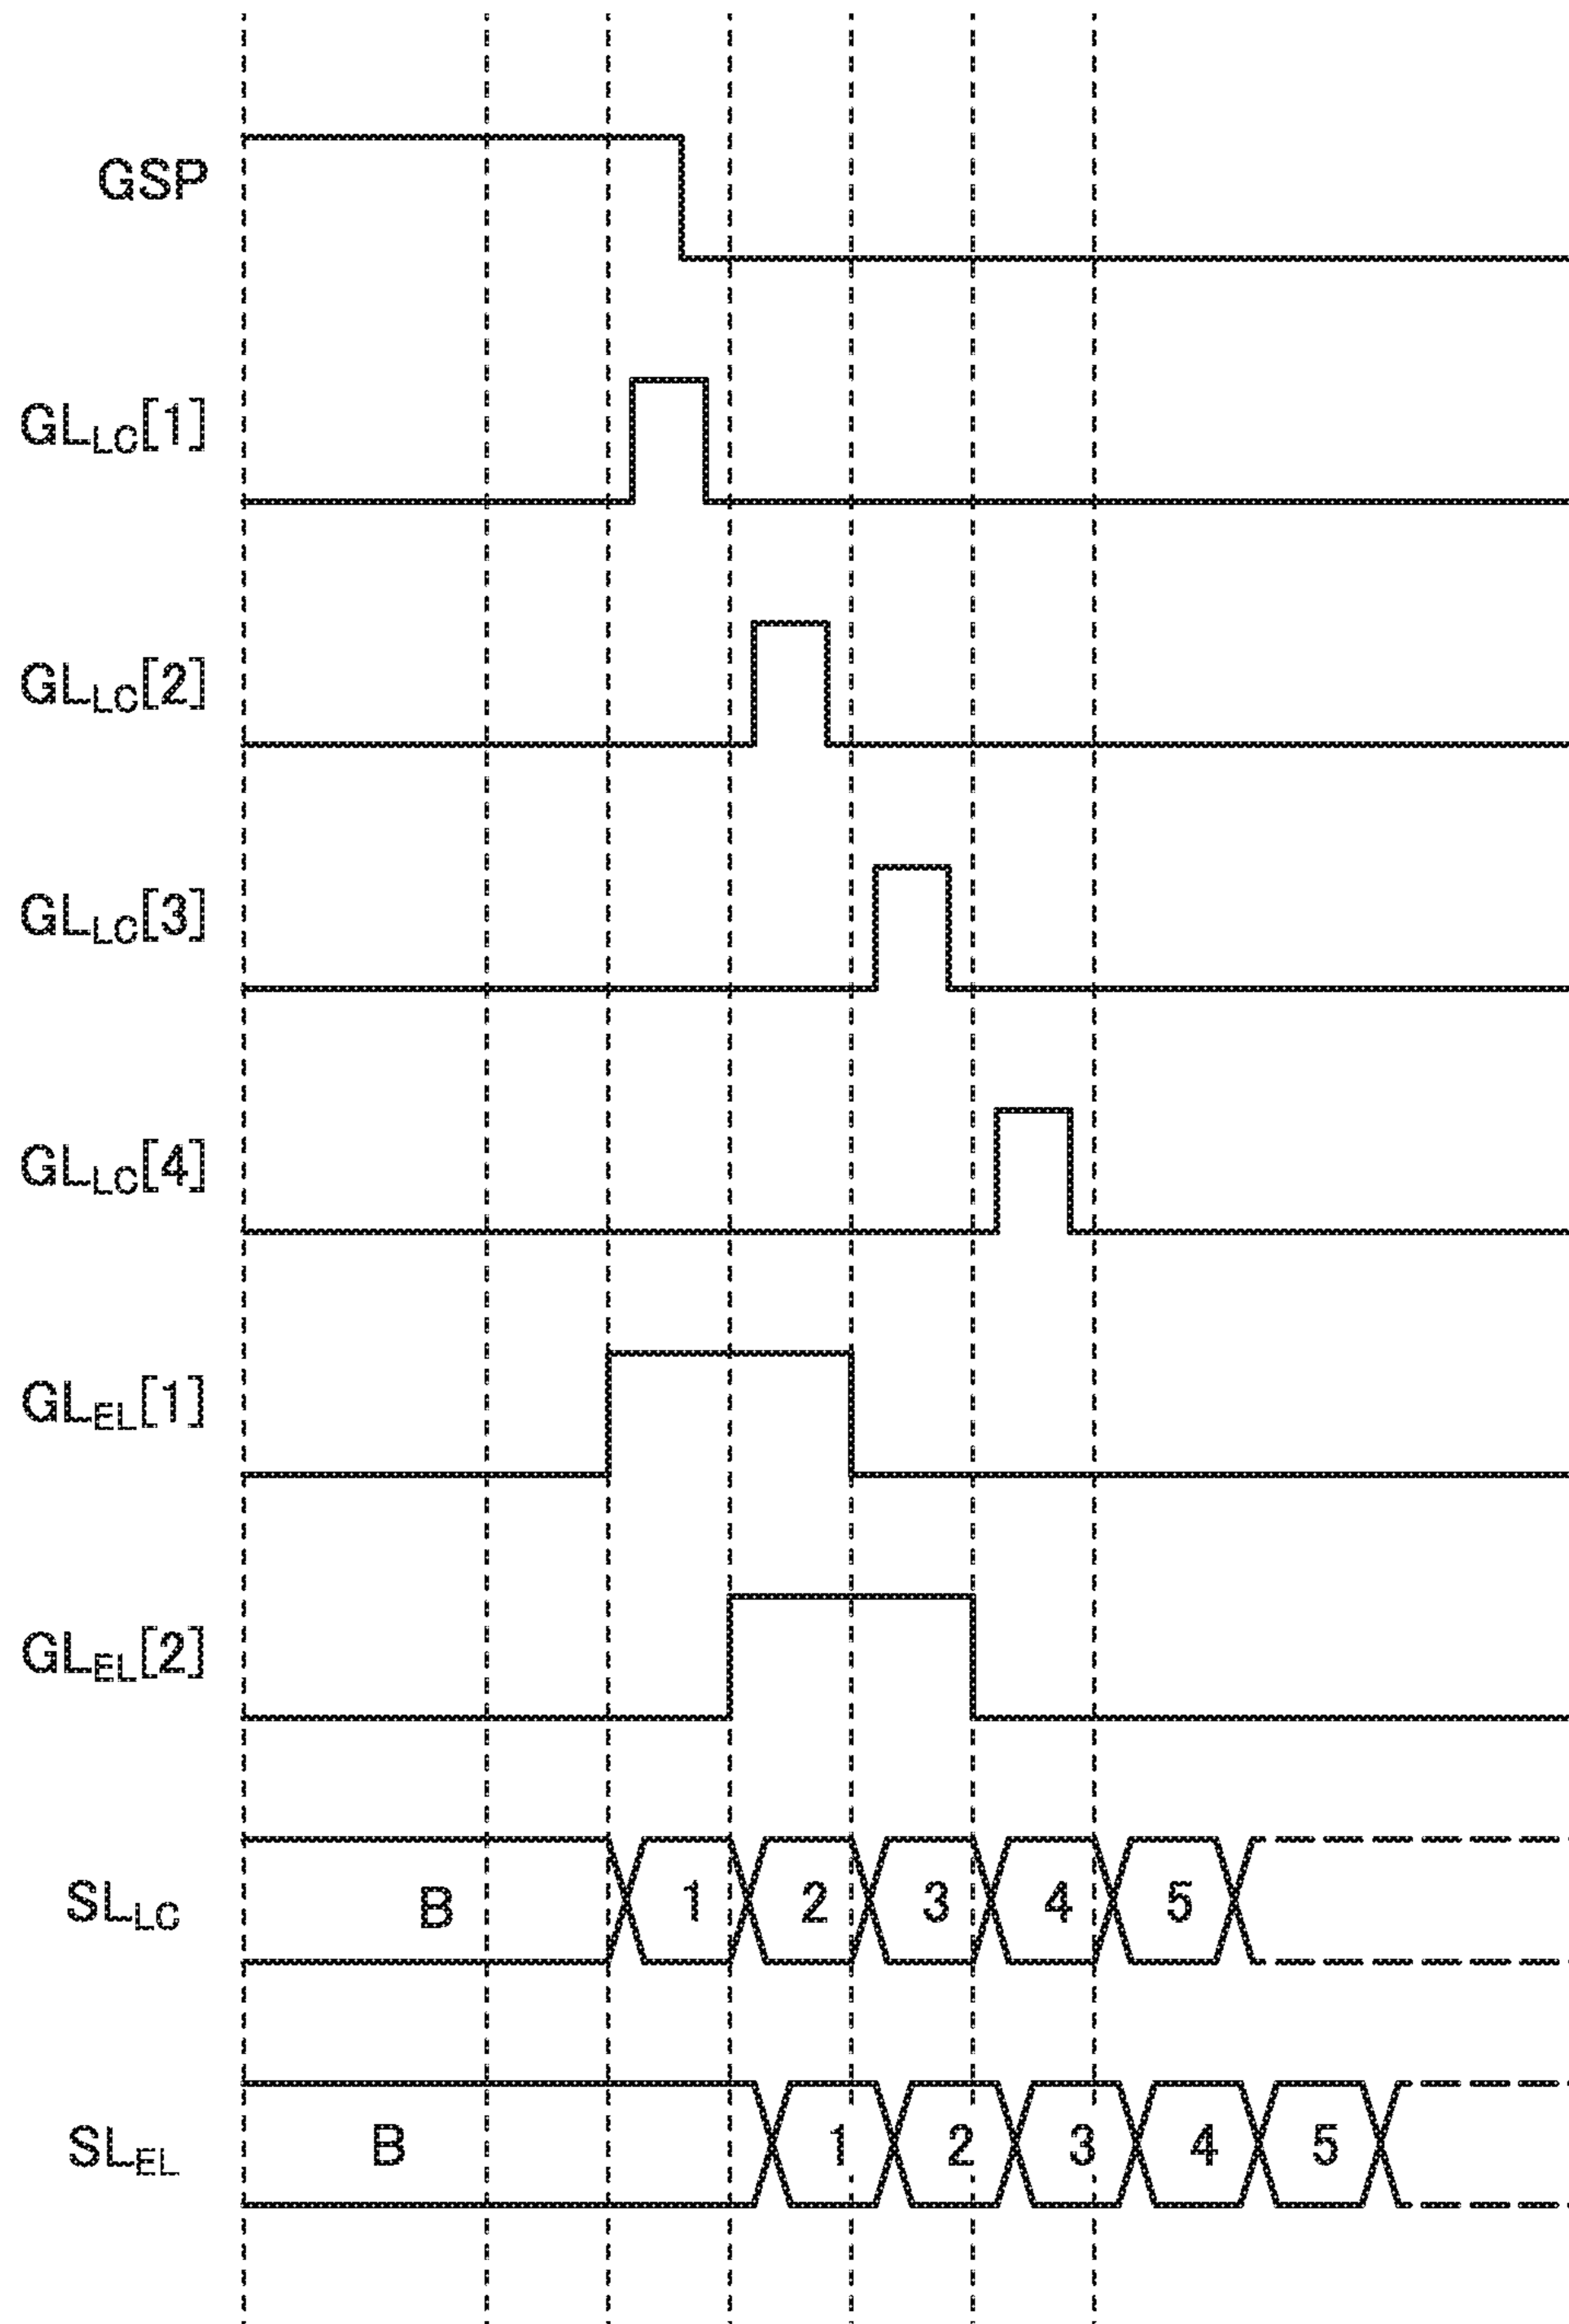 GSP
GLLC[1]
GLLC[2]
GLLC[3]
GLLC[4]
GLEL[1]
GLEL[2]
SLLC B 1 2 3 4 5
SLEL B 1 2 3 4 5